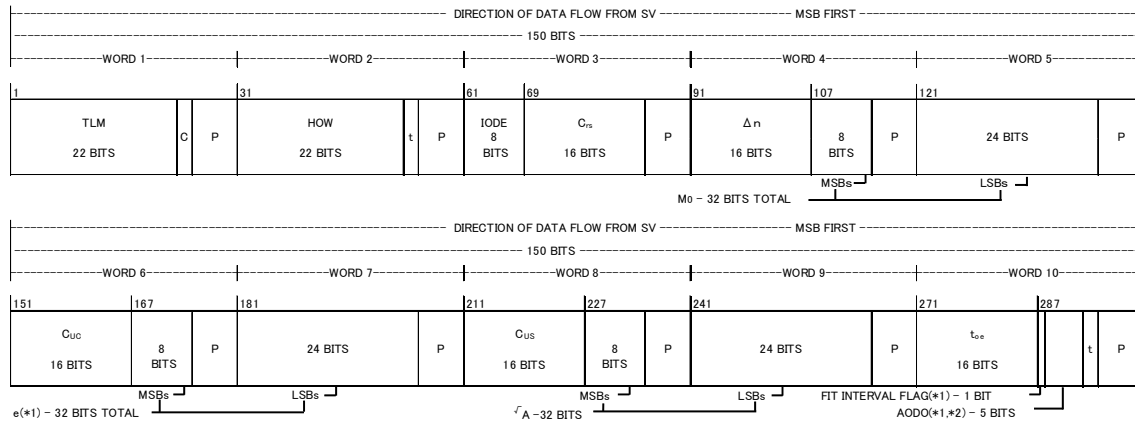 DIRECTION OF DATA FLOW FROM SV MSB FIRST
150 BITS
WORD 1 WORD 2 WORD 3 WORD 4 WORD 5
1 31 61 69 91 107 121
TLM HOW IODE Crs Δn
22 BITS C P 22 BITS t P 8 BITS 16 BITS P 16 BITS 8 BITS P 24 BITS P
MSBs LSBs
M0 - 32 BITS TOTAL
DIRECTION OF DATA FLOW FROM SV MSB FIRST
150 BITS
WORD 6 WORD 7 WORD 8 WORD 9 WORD 10
151 167 181 211 227 241 271 287
CUC CUS toe
16 BITS 8 BITS P 24 BITS P 16 BITS 8 BITS P 24 BITS P 16 BITS t P
MSBs LSBs MSBs LSBs FIT INTERVAL FLAG(*1) - 1 BIT
e(*1) - 32 BITS TOTAL √A -32 BITS AODO(*1,*2) - 5 BITS